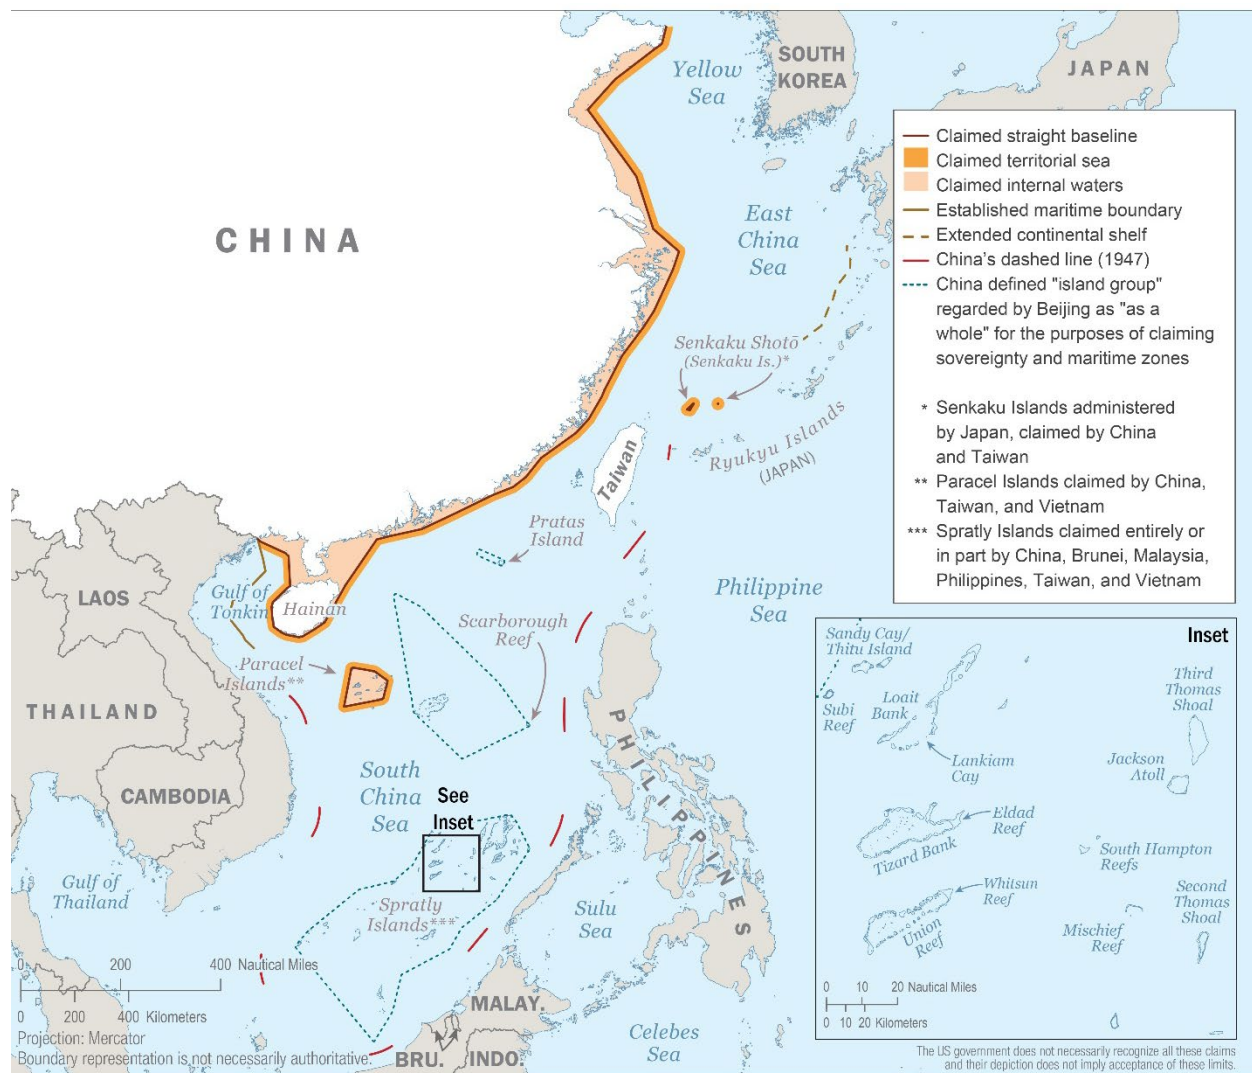 Yellow
Sea
SOUTH
KOREA
JAPAN
CHINA
East
China
Sea
Claimed straight baseline
Claimed territorial sea
Claimed internal waters
Established maritime boundary
Extended continental shelf
China's dashed line (1947)
China defined "island group"
regarded by Beijing as "as a
whole" for the purposes of claiming
sovereignty and maritime zones
* Senkaku Islands administered
by Japan, claimed by China
and Taiwan
** Paracel Islands claimed by China,
Taiwan, and Vietnam
*** Spratly Islands claimed entirely or
in part by China, Brunei, Malaysia,
Philippines, Taiwan, and Vietnam
Senkaku Shotō
(Senkaku Is.)*
Ryukyu Islands
(JAPAN)
Taiwan
Pratas
Island
Philippine
Sea
LAOS
Gulf of
Tonkin
Hainan
Scarborough
Reef
Paracel
Islands**
THAILAND
CAMBODIA
South
China
Sea
See
Inset
PHILIPPINES
Gulf of
Thailand
Spratly
Islands***
Sulu
Sea
0 200 400 Nautical Miles
0 200 400 Kilometers
Projection: Mercator
Boundary representation is not necessarily authoritative.
MALAY.
BRU.
INDO.
Celebes
Sea
Inset
Sandy Cay/
Thitu Island
Subi
Reef
Loait
Bank
Third
Thomas
Shoal
Lankiam
Cay
Jackson
Atoll
Eldad
Reef
Tizard Bank
South Hampton
Reefs
Whitsun
Reef
Union
Reef
Mischief
Reef
Second
Thomas
Shoal
0 10 20 Nautical Miles
0 10 20 Kilometers
The US government does not necessarily recognize all these claims
and their depiction does not imply acceptance of these limits.